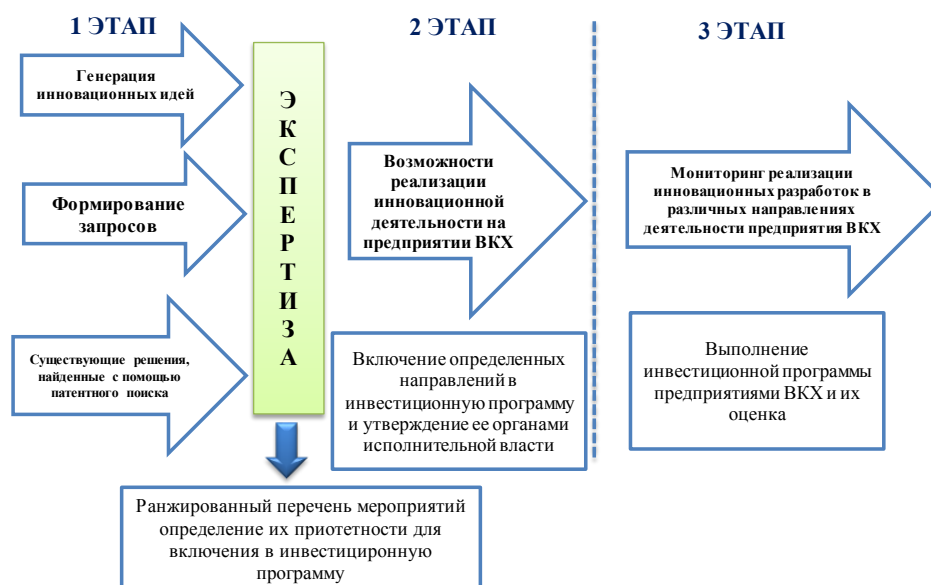 1 ЭТАП
Генерация
инновационных идей
Формирование
запросов
Существующие решения,
найденные с помощью
патентного поиска
Э
К
С
П
Е
Р
Т
И
З
А
Ранжированный перечень мероприятий
определение их приотетности для
включения в инвестицронную
программу
2 ЭТАП
Возможности
реализации
инновационной
деятельности на
предприятии ВКХ
Включение определенных
направлений в
инвестиционную программу
и утверждение ее органами
исполнительной власти
3 ЭТАП
Мониторинг реализации
инновационных разработок в
различных направлениях
деятельности предприятия ВКХ
Выполнение
инвестиционной программы
предприятиями ВКХ и их
оценка